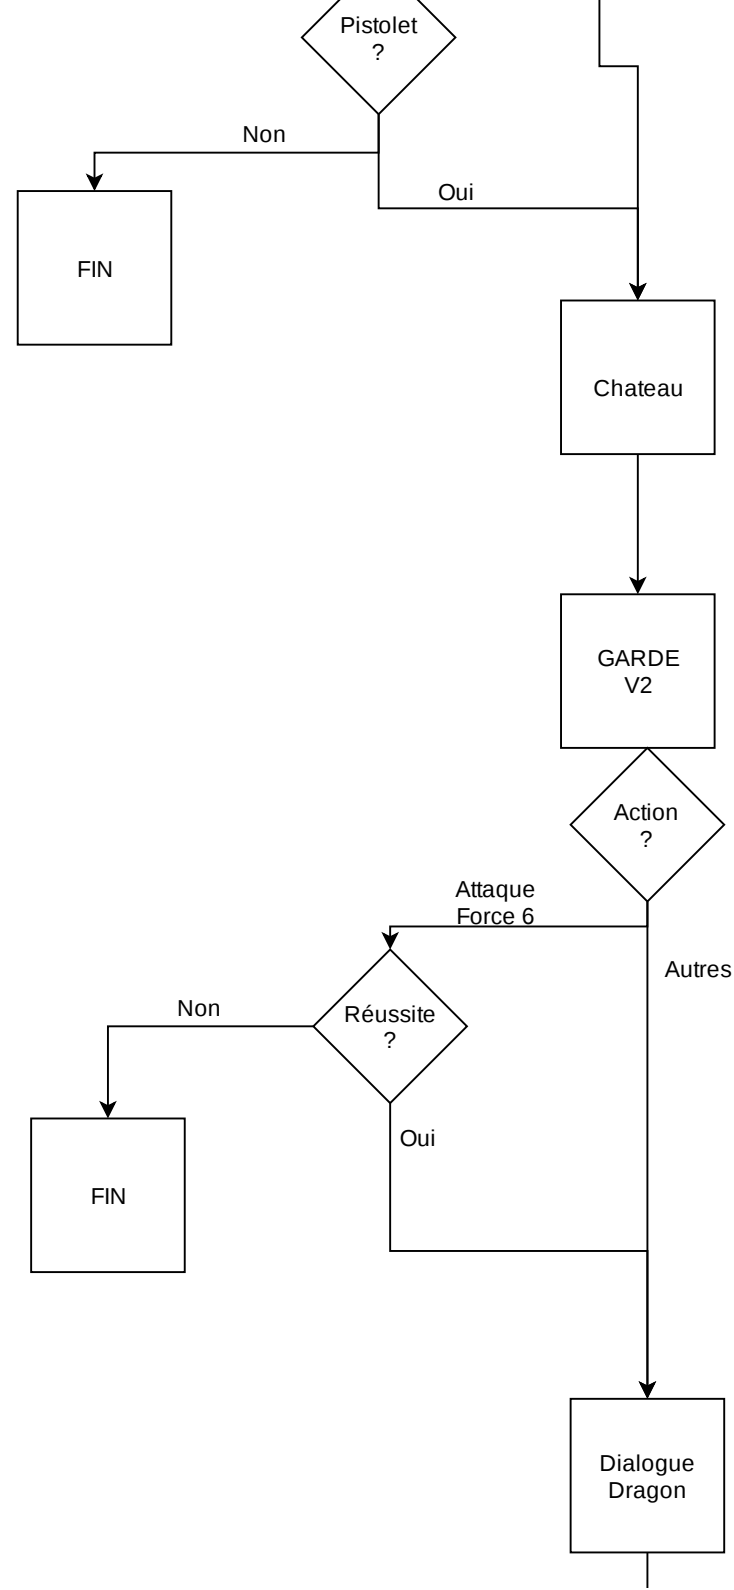 Pistolet
?
Non
Oui
FIN
Chateau
GARDE
V2
Action
?
Attaque
Force 6
Autres
Non
Réussite
?
Oui
FIN
Dialogue
Dragon